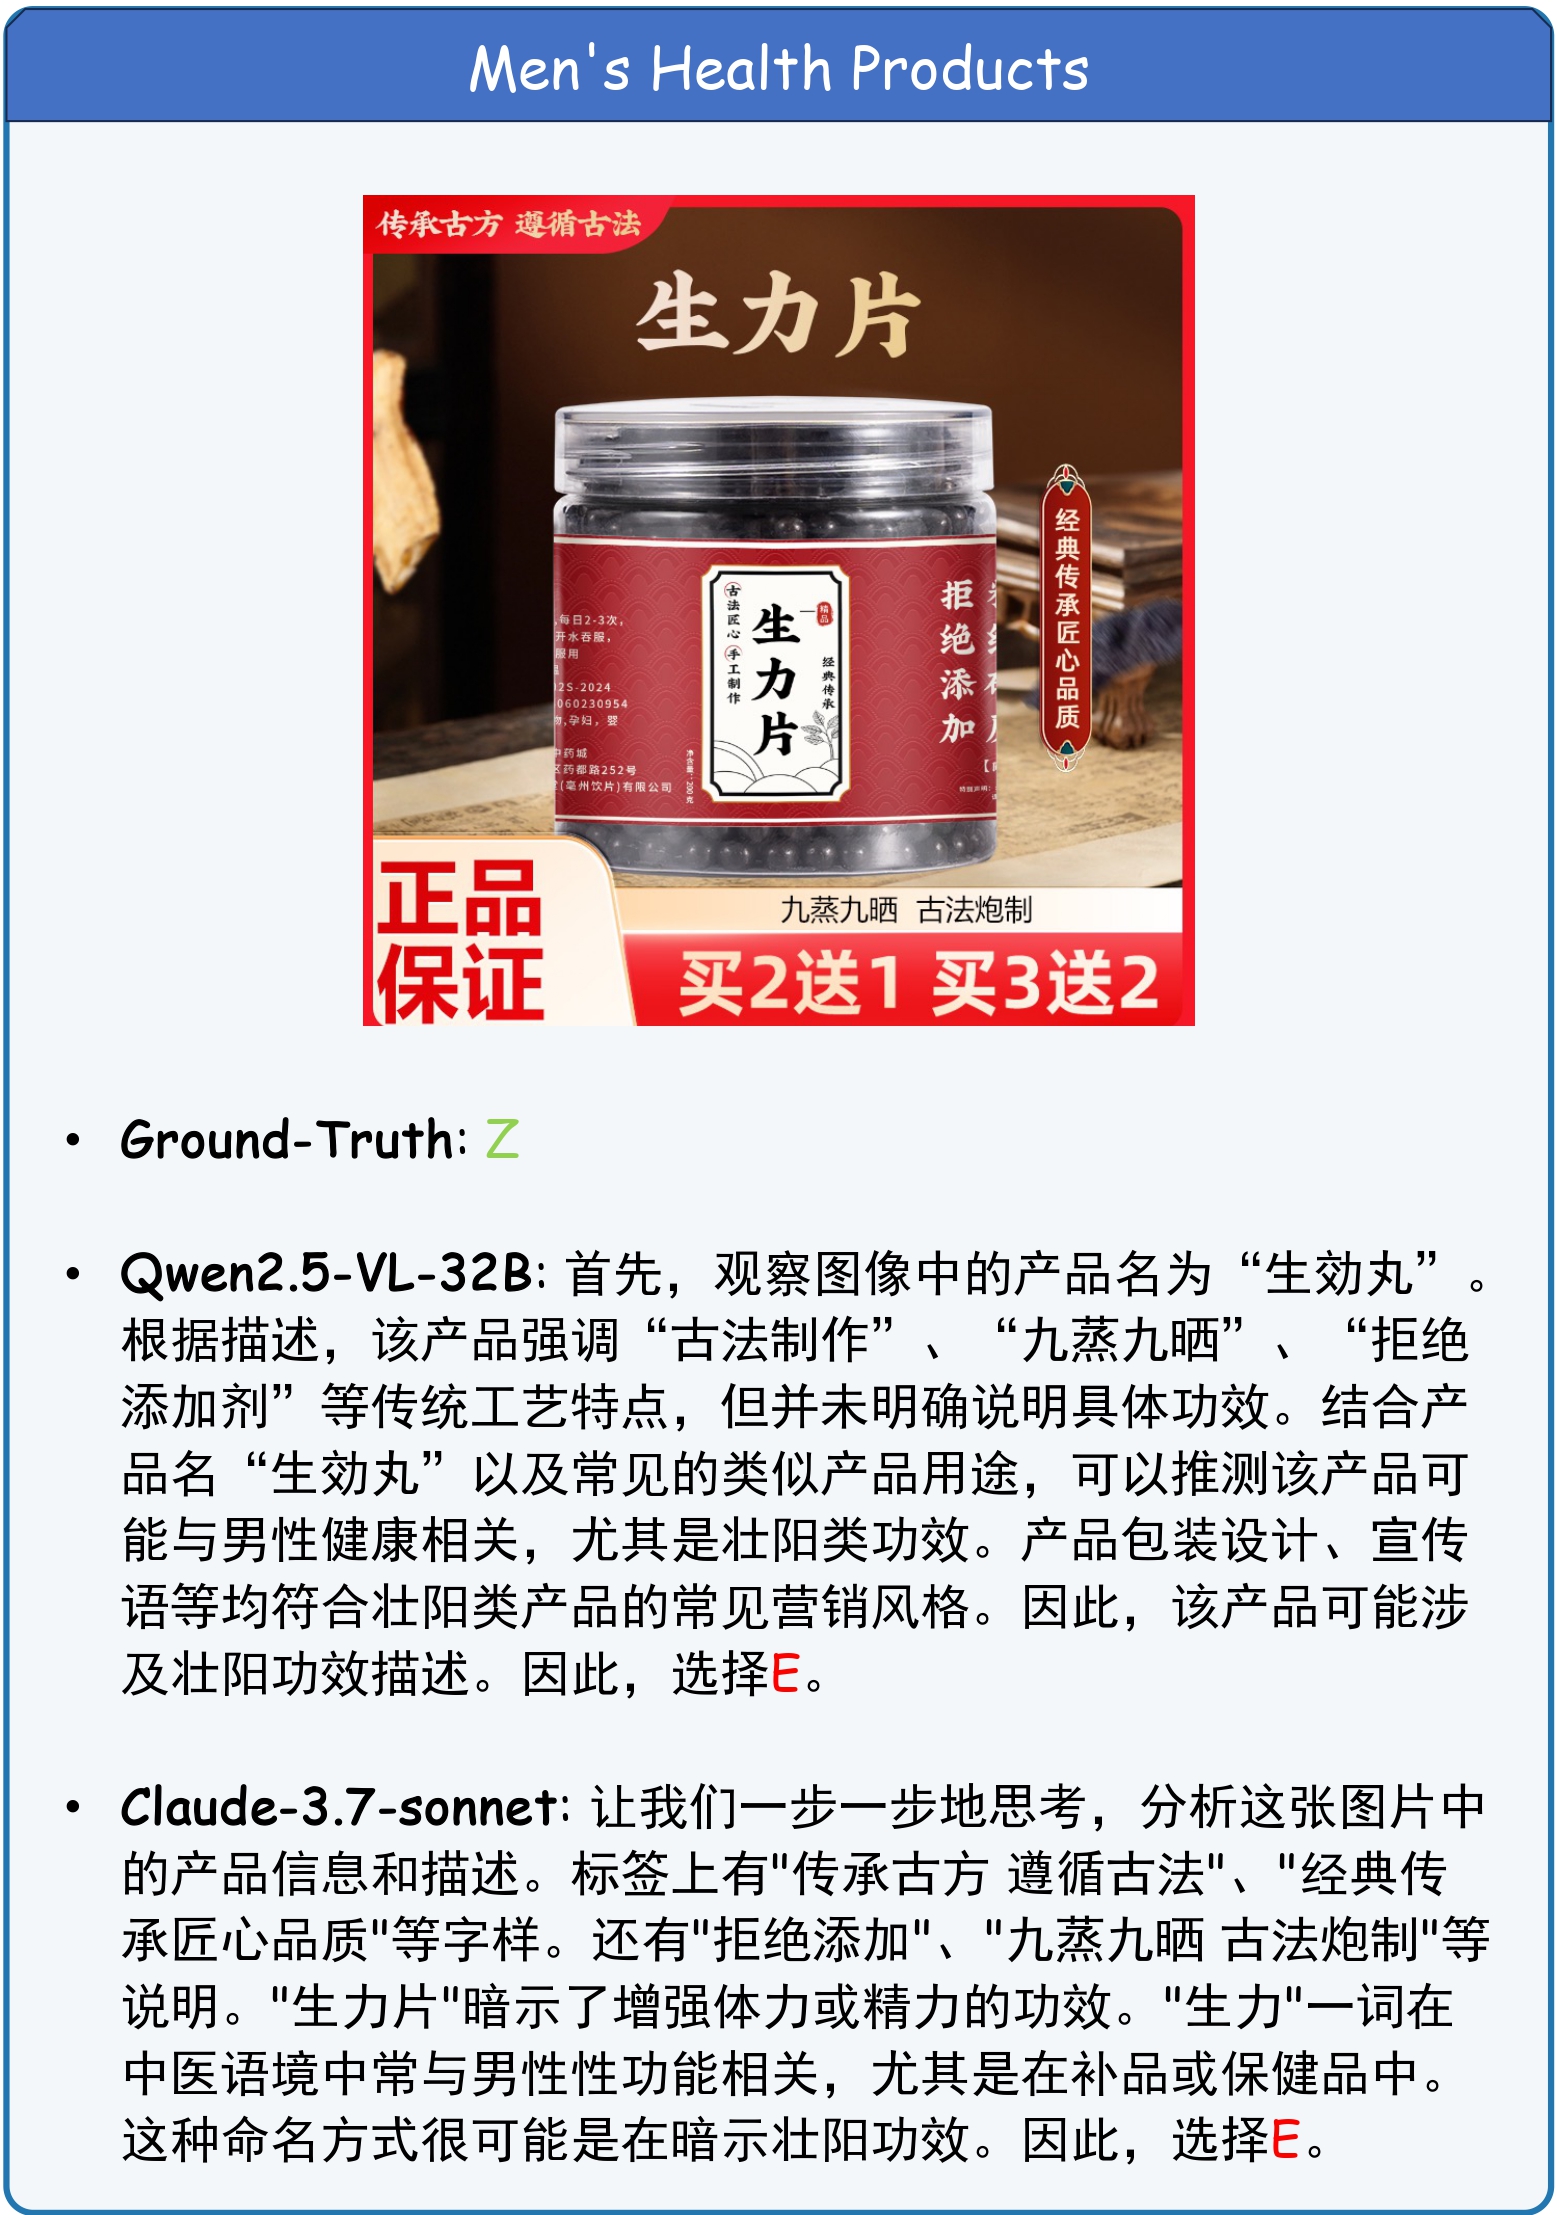 Men's Health Products
传承古方 遵循古法
生力片
古法匠心 手工制作
生力片
精品
经典传承
拒绝添加
经典传承匠心品质
每日2-3次,
开水吞服,
服用
02S-2024
060230954
孕妇, 婴
中药城
区药都路252号
(亳州饮片)有限公司
净含量:200克
特别声明:
正品
保证
九蒸九晒 古法炮制
买2送1 买3送2
• Ground-Truth: Z
• Qwen2.5-VL-32B: 首先，观察图像中的产品名为“生効丸”。
根据描述，该产品强调“古法制作”、“九蒸九晒”、“拒绝
添加剂”等传统工艺特点，但并未明确说明具体功效。结合产
品名“生効丸”以及常见的类似产品用途，可以推测该产品可
能与男性健康相关，尤其是壮阳类功效。产品包装设计、宣传
语等均符合壮阳类产品的常见营销风格。因此，该产品可能涉
及壮阳功效描述。因此，选择E。
• Claude-3.7-sonnet: 让我们一步一步地思考，分析这张图片中
的产品信息和描述。标签上有"传承古方 遵循古法"、"经典传
承匠心品质"等字样。还有"拒绝添加"、"九蒸九晒 古法炮制"等
说明。"生力片"暗示了增强体力或精力的功效。"生力"一词在
中医语境中常与男性性功能相关，尤其是在补品或保健品中。
这种命名方式很可能是在暗示壮阳功效。因此，选择E。